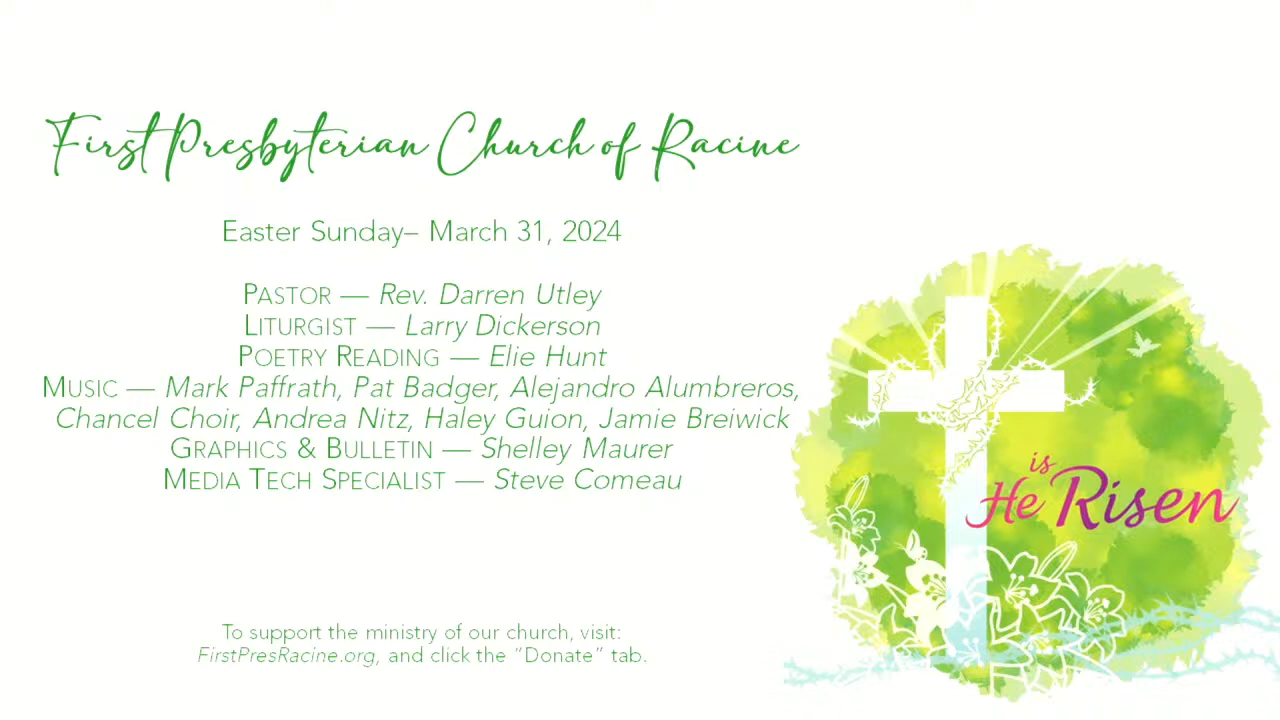 First Presbyterian Church of Racine
Easter Sunday– March 31, 2024
PASTOR — Rev. Darren Utley
LITURGIST — Larry Dickerson
POETRY READING — Elie Hunt
MUSIC — Mark Paffrath, Pat Badger, Alejandro Alumbreros,
Chancel Choir, Andrea Nitz, Haley Guion, Jamie Breiwick
GRAPHICS & BULLETIN — Shelley Maurer
MEDIA TECH SPECIALIST — Steve Comeau
is
He Risen
To support the ministry of our church, visit:
FirstPresRacine.org, and click the “Donate” tab.